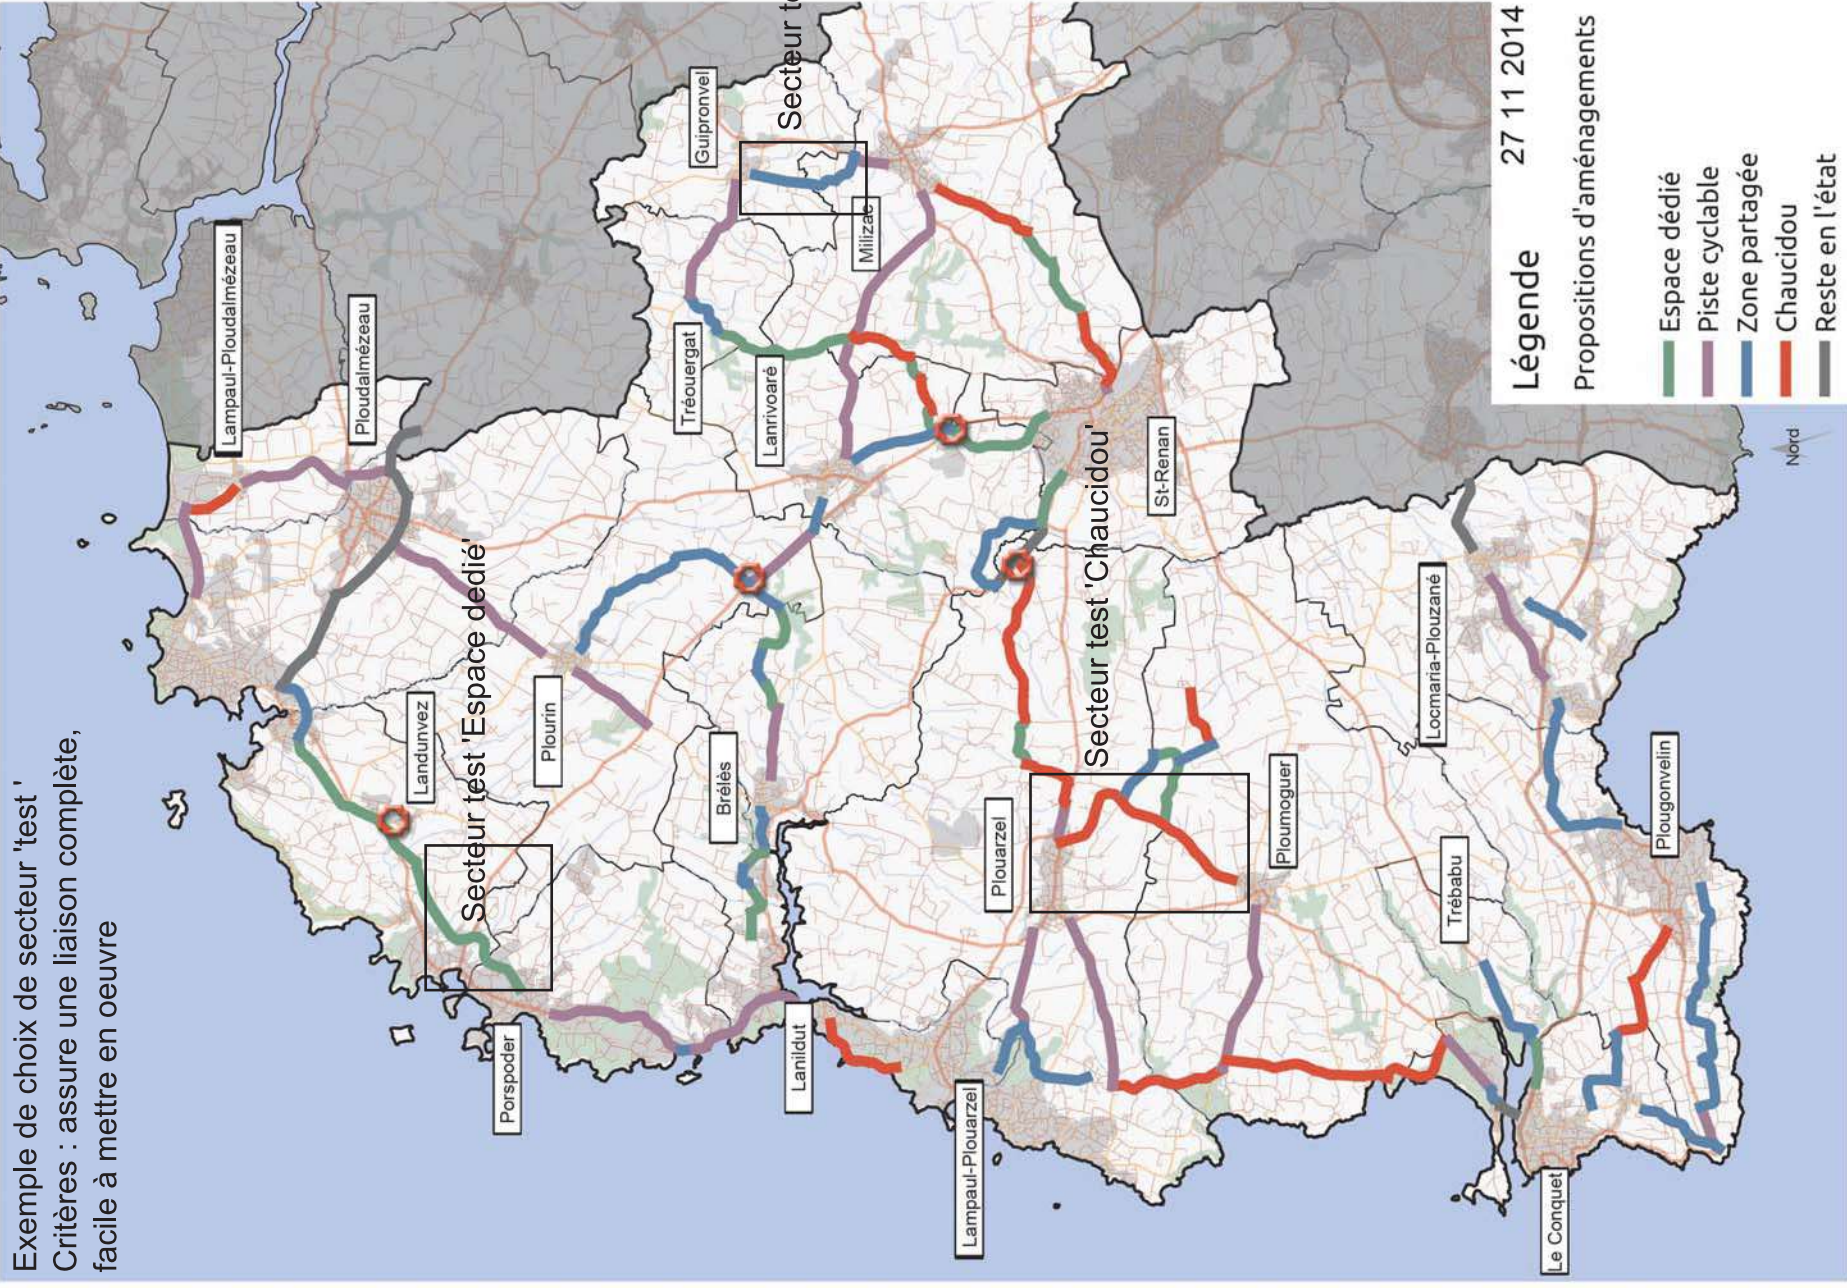 Exemple de choix de secteur 'test'
Critères : assure une liaison complète,
facile à mettre en oeuvre
Lampaul-Ploudalmézeau
Ploudalmézeau
Landunvez
Secteur test 'Espace dedié'
Porspoder
Plourin
Brélès
Lanildut
Tréouergat
Guipronvel
Secteur t
Lanrivoaré
Milizac
St-Renan
Secteur test 'Chaucidou'
Plouarzel
Lampaul-Plouarzel
Ploumoguer
Trébabu
Locmaria-Plouzané
Le Conquet
Plougonvelin
Légende 27 11 2014
Propositions d'aménagements
Espace dédié
Piste cyclable
Zone partagée
Chaucidou
Reste en l'état
Nord